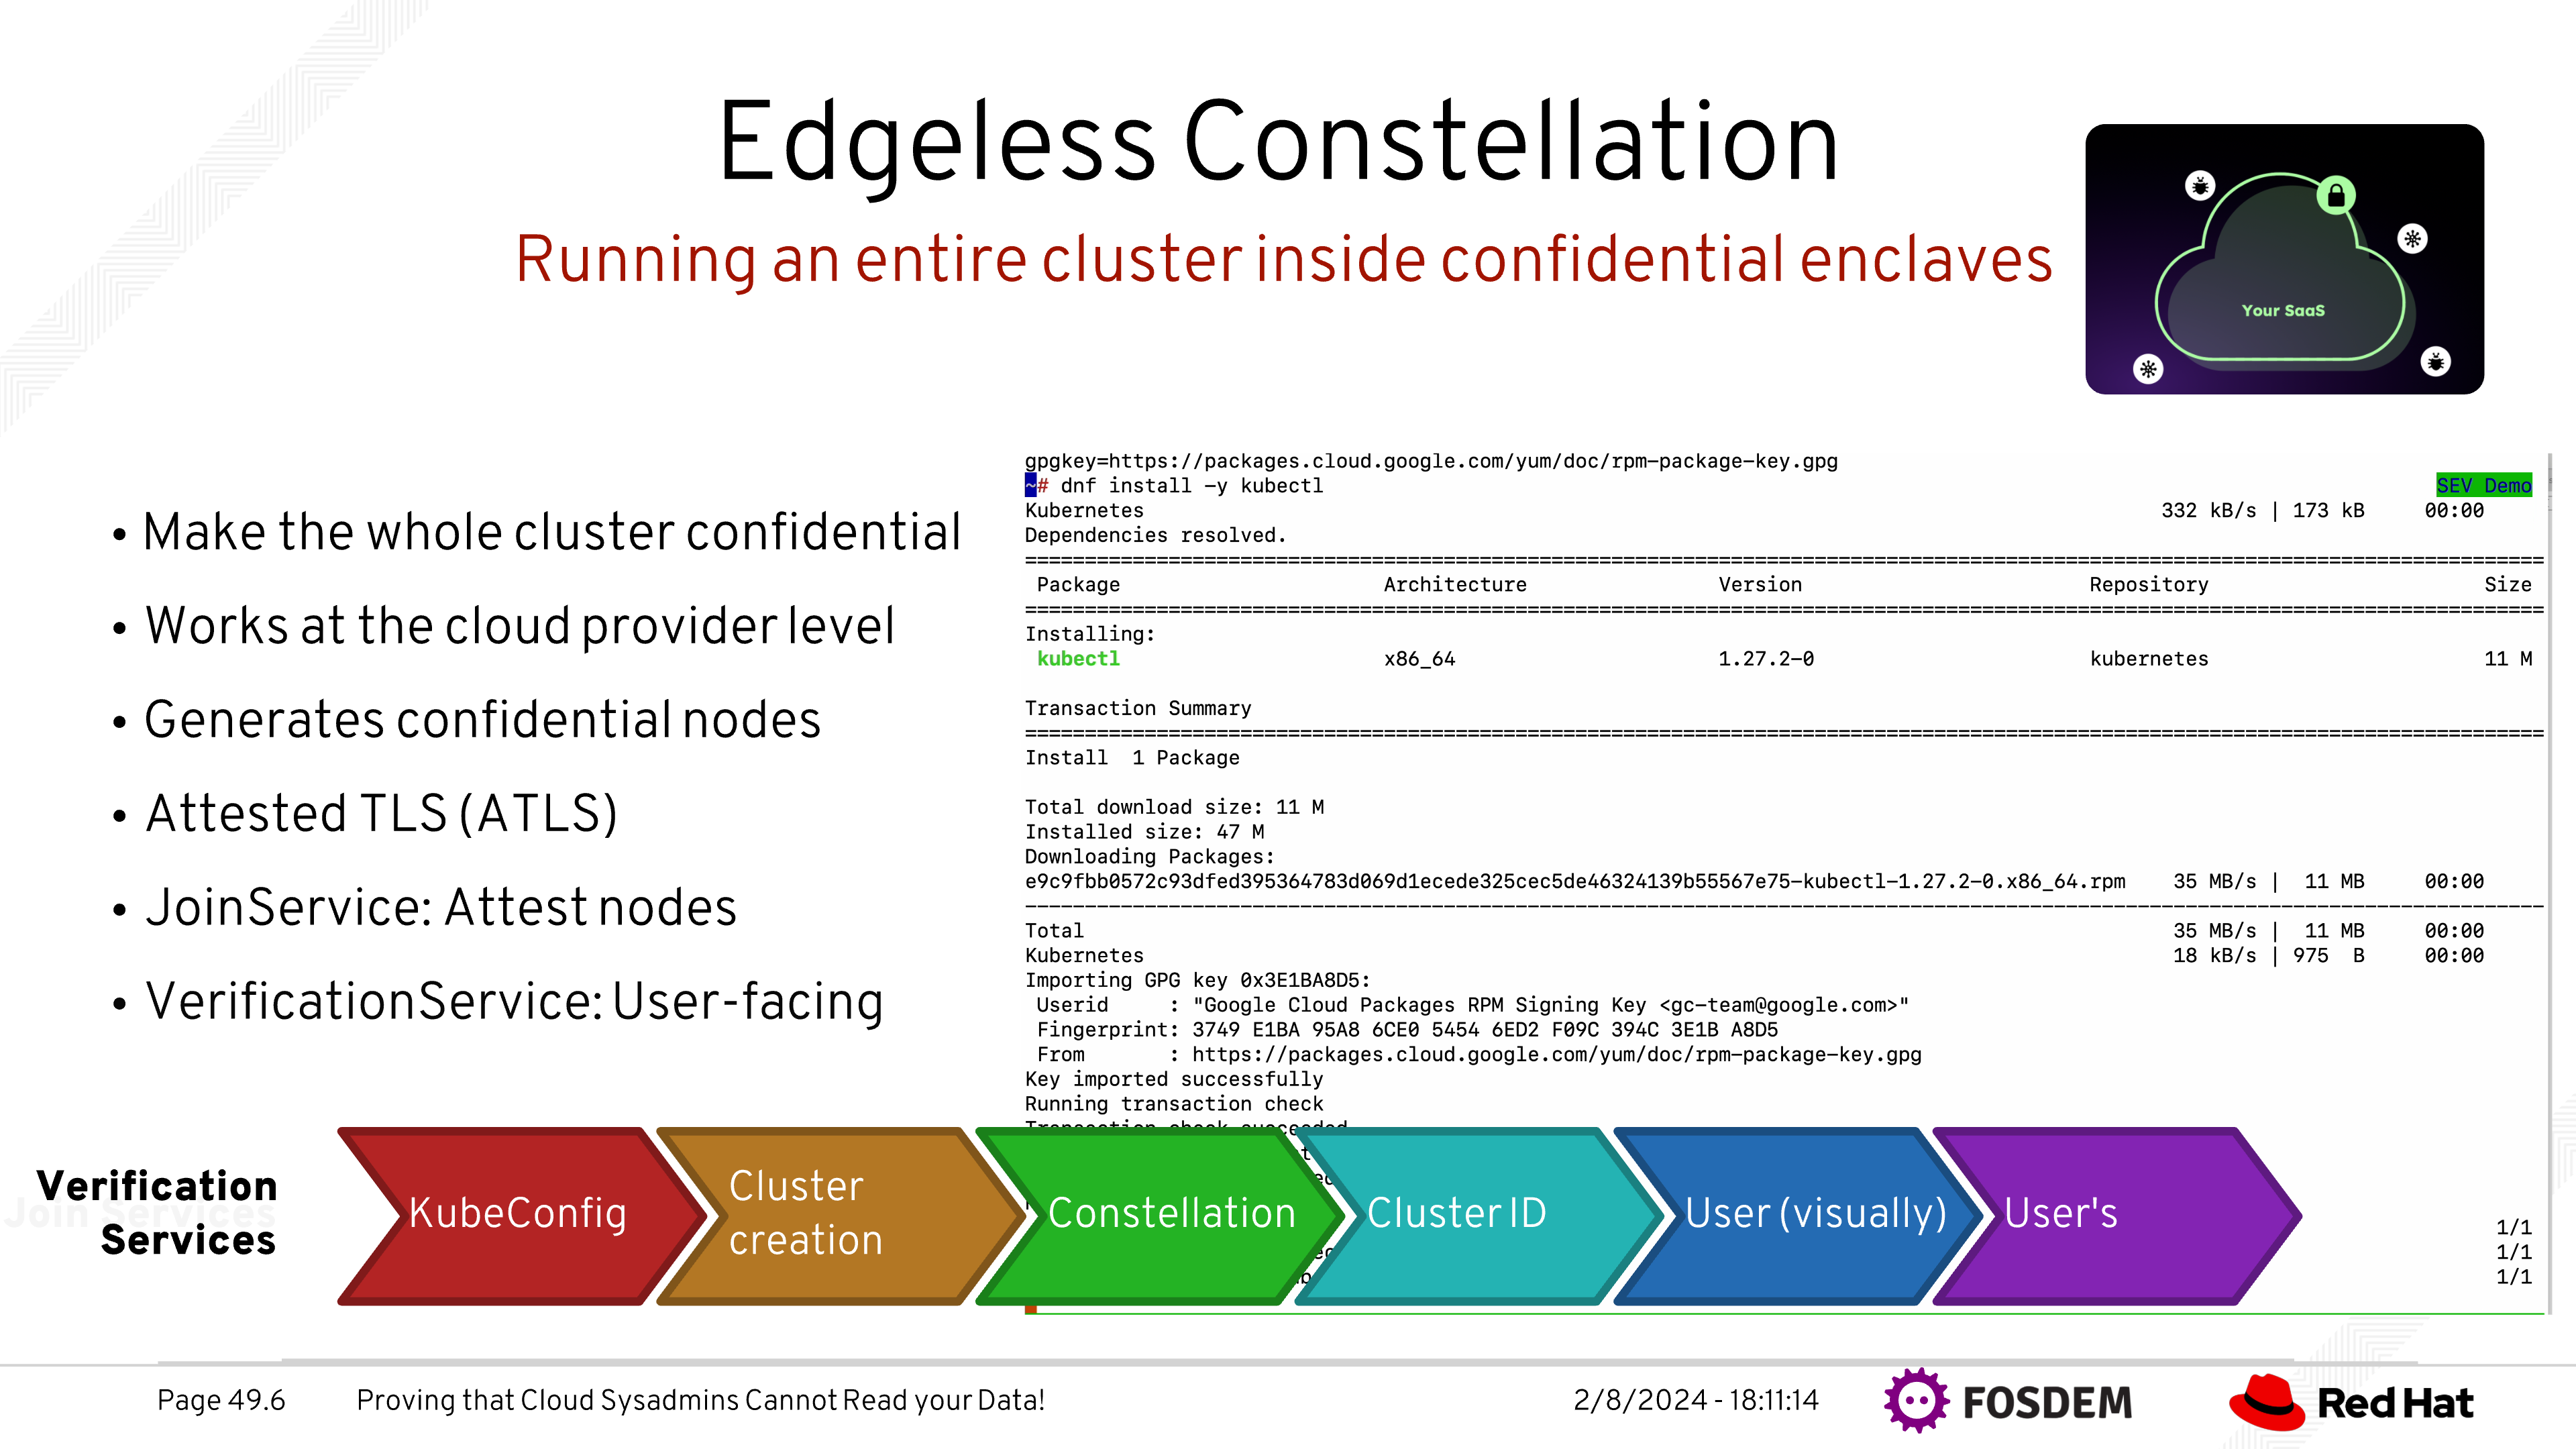 Edgeless Constellation
Running an entire cluster inside confidential enclaves
Your SaaS
• Make the whole cluster confidential
• Works at the cloud provider level
• Generates confidential nodes
• Attested TLS (ATLS)
• JoinService: Attest nodes
• VerificationService: User-facing
gpgkey=https://packages.cloud.google.com/yum/doc/rpm-package-key.gpg
~# dnf install -y kubectl SEV Demo
Kubernetes 332 kB/s | 173 kB 00:00
Dependencies resolved.
Package Architecture Version Repository Size
Installing:
kubectl x86_64 1.27.2-0 kubernetes 11 M
Transaction Summary
Install 1 Package
Total download size: 11 M
Installed size: 47 M
Downloading Packages:
e9c9fbb0572c93dfed395364783d069d1ecede325cec5de46324139b55567e75-kubectl-1.27.2-0.x86_64.rpm 35 MB/s | 11 MB 00:00
Total 35 MB/s | 11 MB 00:00
Kubernetes 18 kB/s | 975 B 00:00
Importing GPG key 0x3E1BA8D5:
Userid : "Google Cloud Packages RPM Signing Key <gc-team@google.com>"
Fingerprint: 3749 E1BA 95A8 6CE0 5454 6ED2 F09C 394C 3E1B A8D5
From : https://packages.cloud.google.com/yum/doc/rpm-package-key.gpg
Key imported successfully
Running transaction check
Transaction check succeeded
1/1
1/1
1/1
Join Services
Verification
Services
KubeConfig
Cluster
creation
Constellation
Cluster ID
User (visually)
User's
Page 49.6 Proving that Cloud Sysadmins Cannot Read your Data! 2/8/2024 - 18:11:14 FOSDEM Red Hat